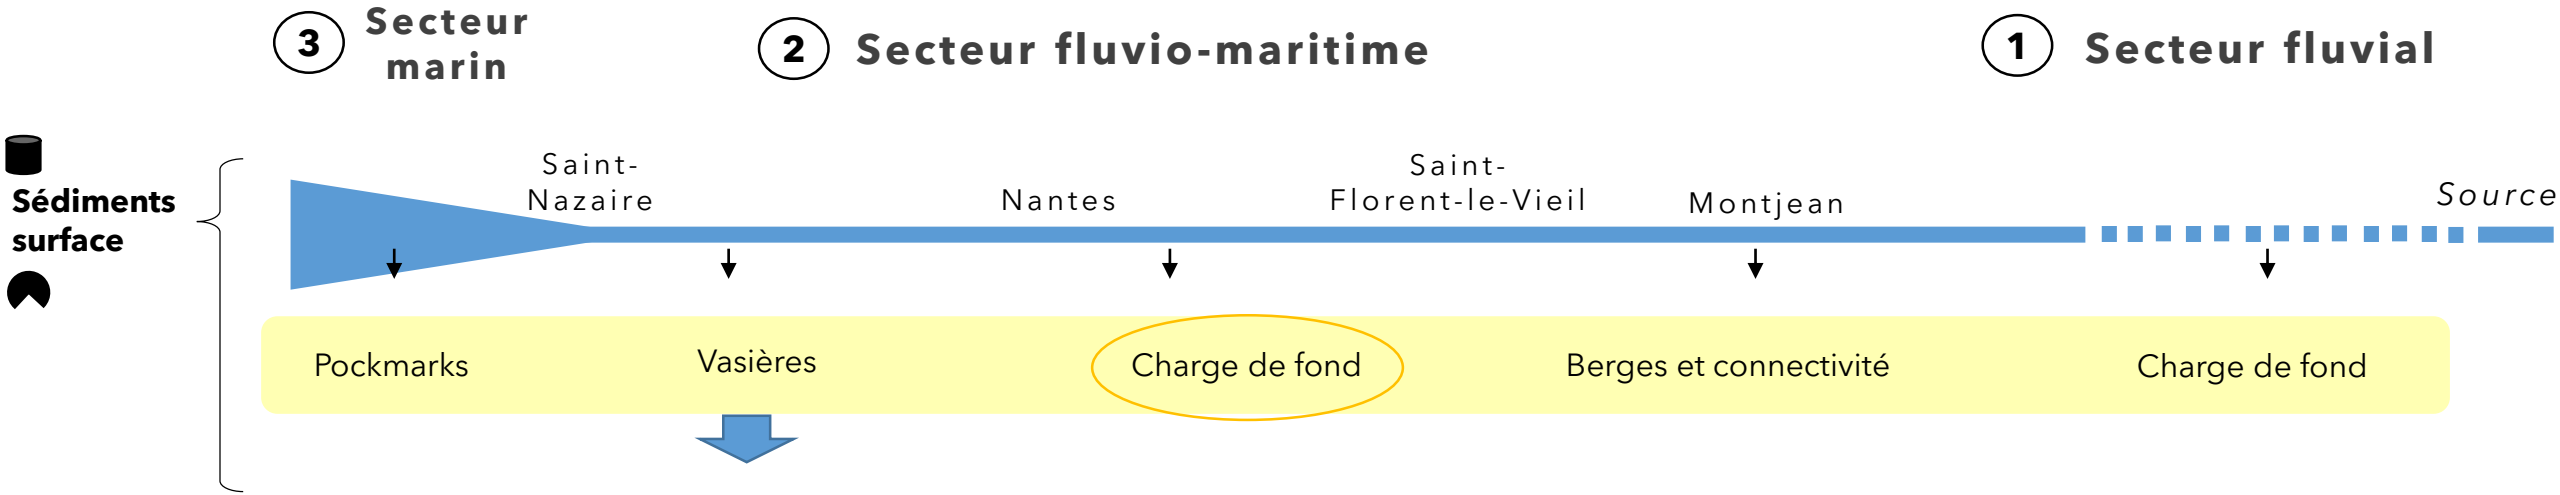 3
Secteur
marin
2
Secteur fluvio-maritime
1
Secteur fluvial
Sédiments
surface
Saint-
Nazaire
Nantes
Saint-
Florent-le-Vieil
Montjean
Source
Pockmarks
Vasières
Charge de fond
Berges et connectivité
Charge de fond